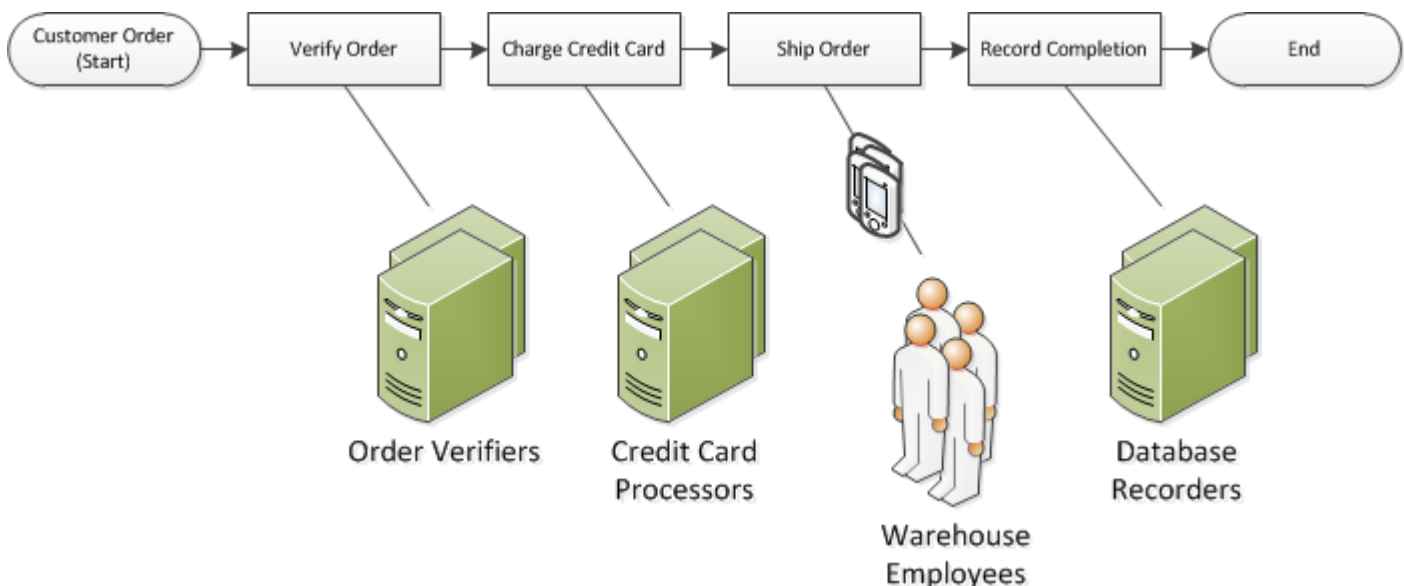 Customer Order
(Start)
Verify Order
Charge Credit Card
Ship Order
Record Completion
End
Order Verifiers
Credit Card
Processors
Warehouse
Employees
Database
Recorders